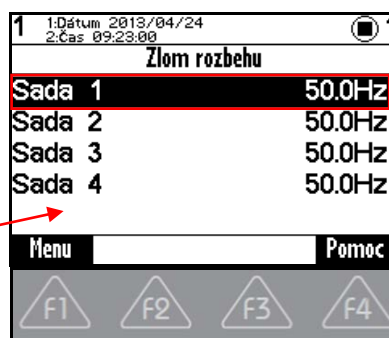 1 1:Dátum 2013/04/24
2:Čas 09:23:00
Zlom rozbehu
Sada 1 50.0Hz
Sada 2 50.0Hz
Sada 3 50.0Hz
Sada 4 50.0Hz
Menu Pomoc
F1 F2 F3 F4